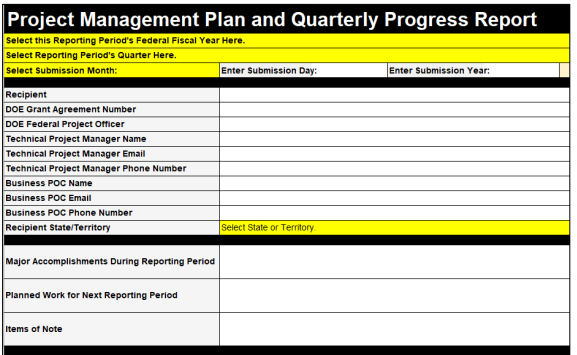 Project Management Plan and Quarterly Progress Report
Select this Reporting Period's Federal Fiscal Year Here.
Select Reporting Period's Quarter Here.
Select Submission Month: Enter Submission Day: Enter Submission Year:
Recipient
DOE Grant Agreement Number
DOE Federal Project Officer
Technical Project Manager Name
Technical Project Manager Email
Technical Project Manager Phone Number
Business POC Name
Business POC Email
Business POC Phone Number
Recipient State/Territory Select State or Territory.
Major Accomplishments During Reporting Period
Planned Work for Next Reporting Period
Items of Note